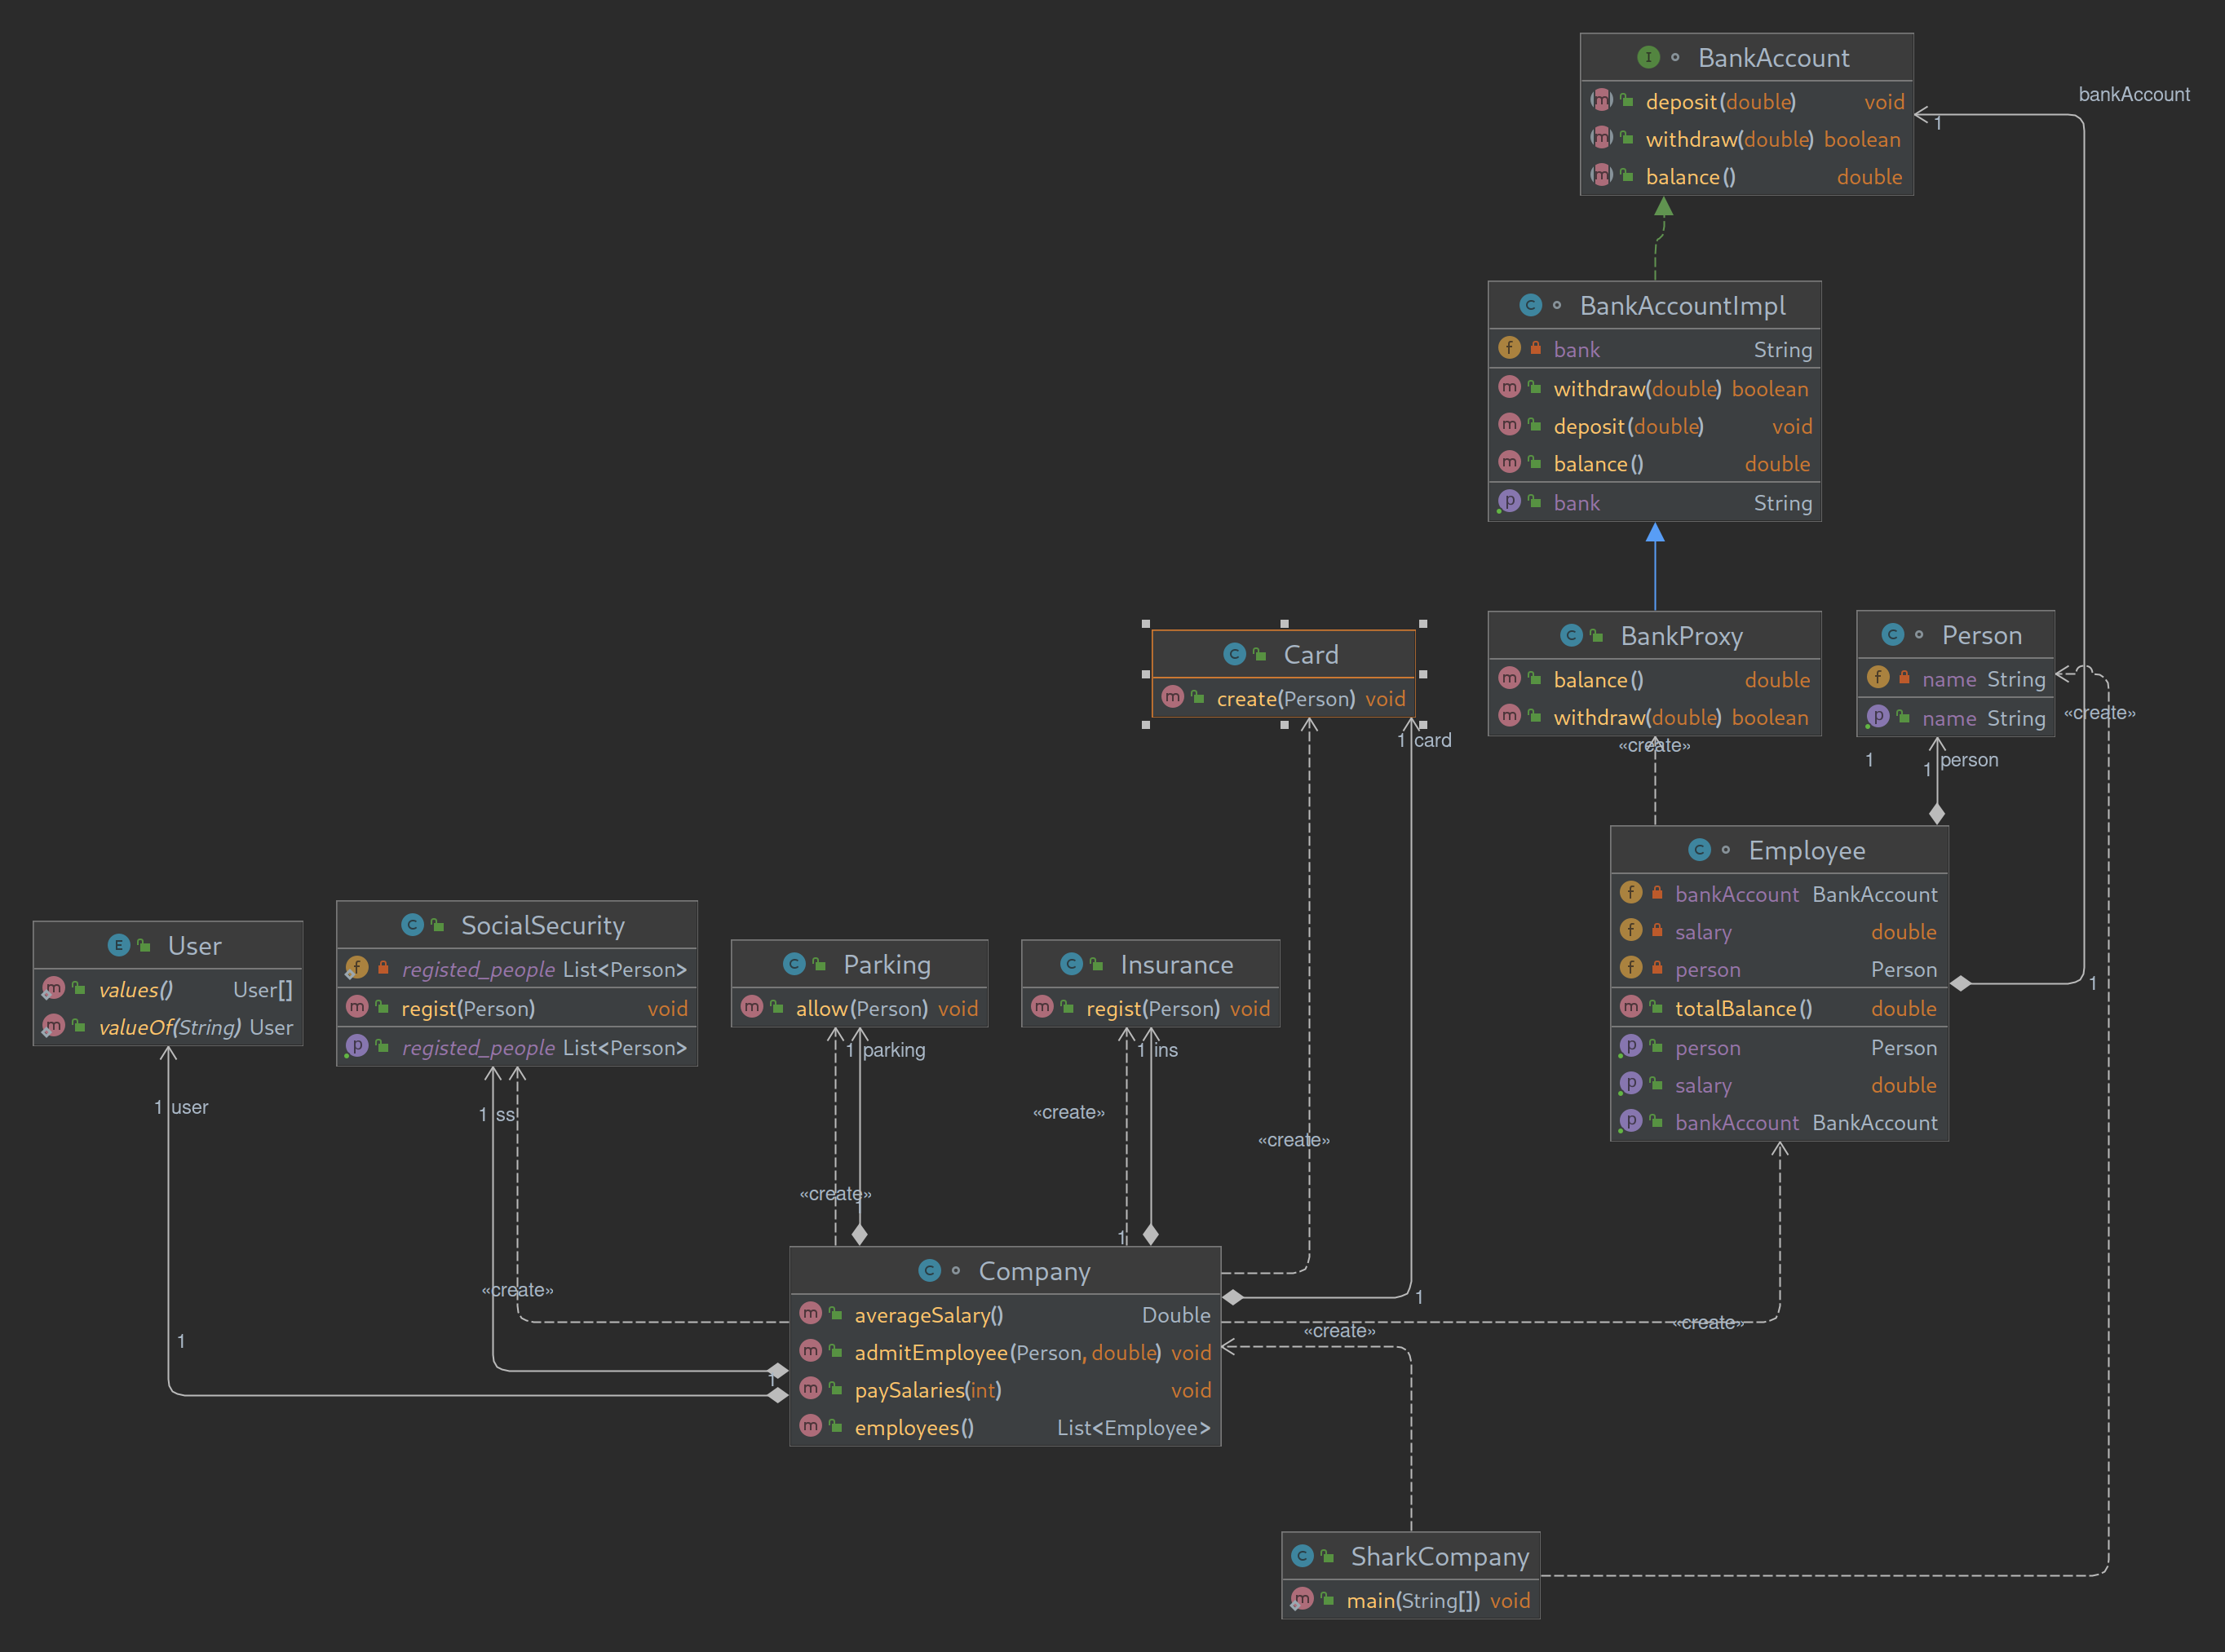 BankAccount
deposit(double) void
withdraw(double) boolean
balance() double
bankAccount
1
BankAccountImpl
bank String
withdraw(double) boolean
deposit(double) void
balance() double
bank String
Card
create(Person) void
1 card
BankProxy
balance() double
withdraw(double) boolean
«create»
Person
name String
name String
«create»
1
1 person
Employee
bankAccount BankAccount
salary double
person Person
totalBalance() double
person Person
salary double
bankAccount BankAccount
1
User
values() User[]
valueOf(String) User
1 user
1
SocialSecurity
registed_people List<Person>
regist(Person) void
registed_people List<Person>
1 ss
«create»
Parking
allow(Person) void
1 parking
«create»
1
Insurance
regist(Person) void
1 ins
«create»
1
«create»
Company
averageSalary() Double
admitEmployee(Person, double) void
paySalaries(int) void
employees() List<Employee>
1
1
«create»
«create»
SharkCompany
main(String[]) void